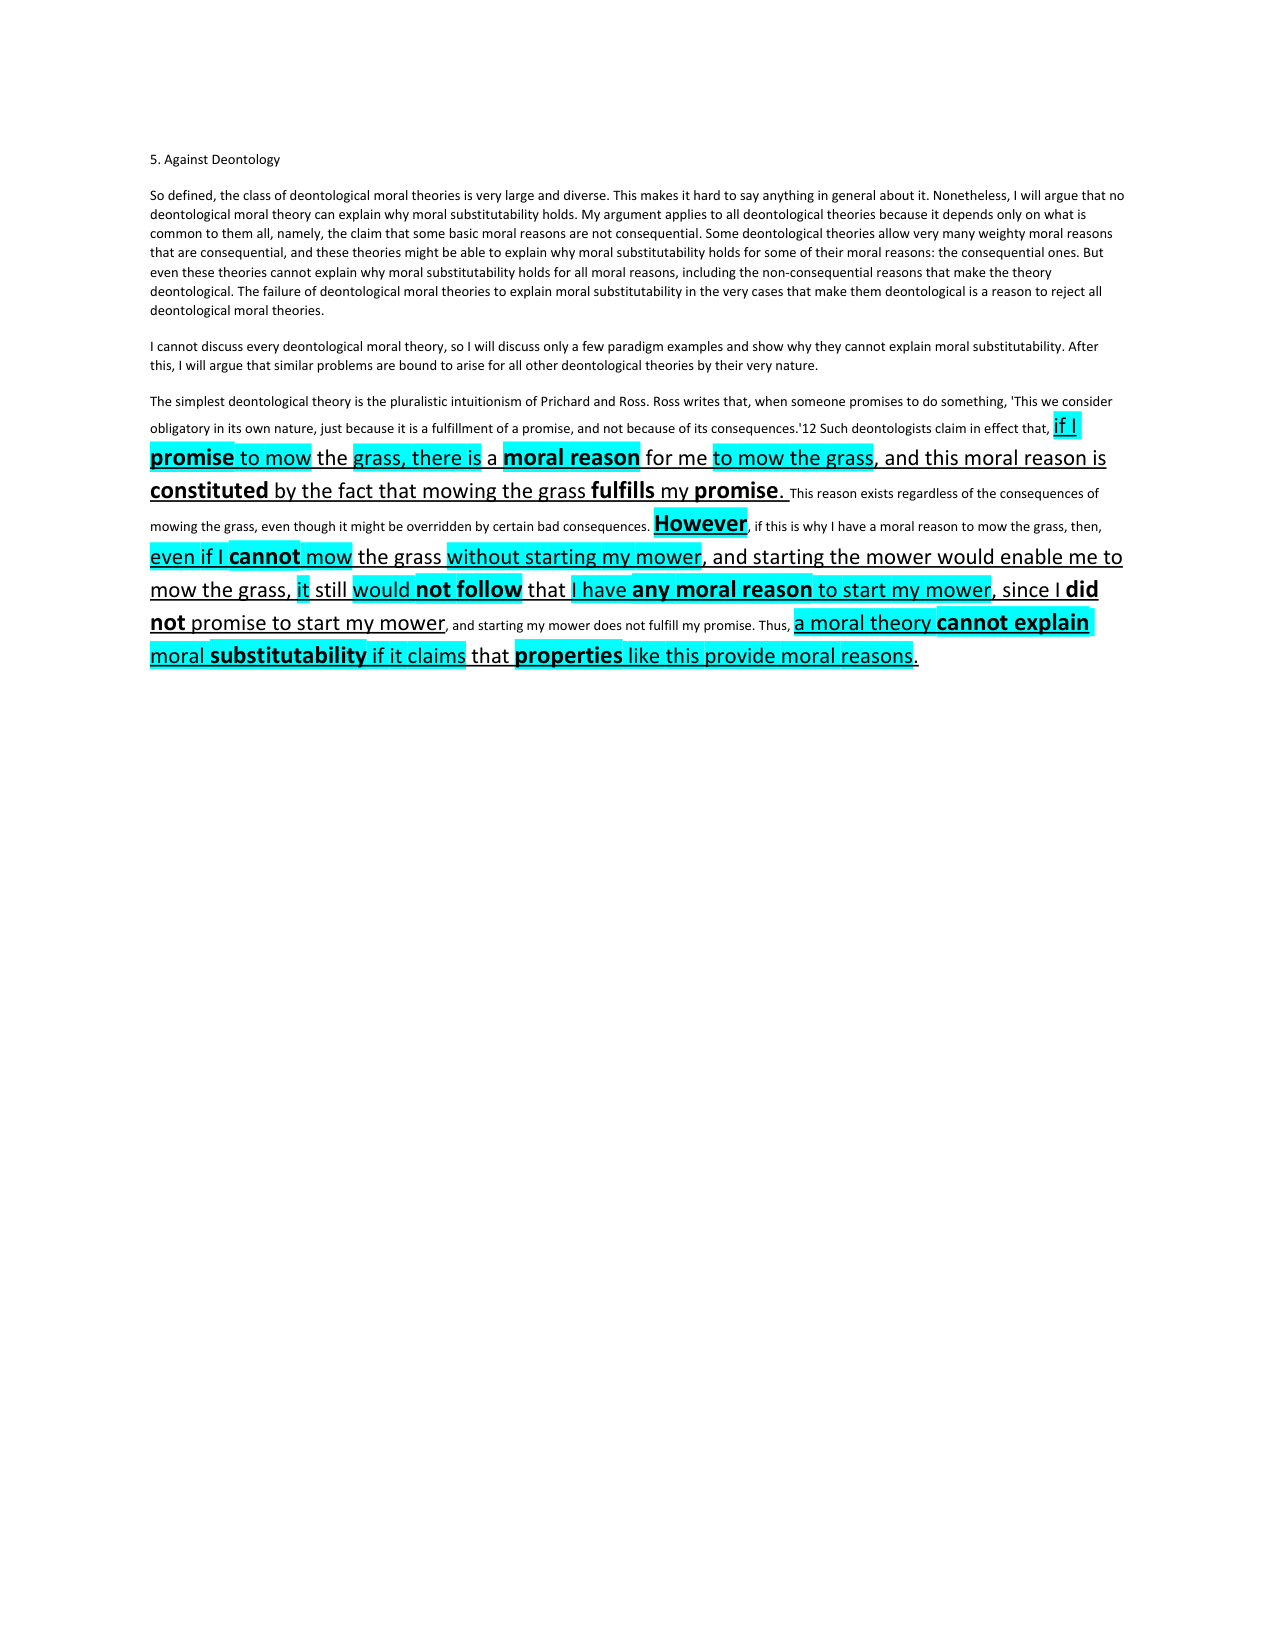 5. Against Deontology
So defined, the class of deontological moral theories is very large and diverse. This makes it hard to say anything in general about it. Nonetheless, I will argue that no
deontological moral theory can explain why moral substitutability holds. My argument applies to all deontological theories because it depends only on what is
common to them all, namely, the claim that some basic moral reasons are not consequential. Some deontological theories allow very many weighty moral reasons
that are consequential, and these theories might be able to explain why moral substitutability holds for some of their moral reasons: the consequential ones. But
even these theories cannot explain why moral substitutability holds for all moral reasons, including the non-consequential reasons that make the theory
deontological. The failure of deontological moral theories to explain moral substitutability in the very cases that make them deontological is a reason to reject all
deontological moral theories.
I cannot discuss every deontological moral theory, so I will discuss only a few paradigm examples and show why they cannot explain moral substitutability. After
this, I will argue that similar problems are bound to arise for all other deontological theories by their very nature.
The simplest deontological theory is the pluralistic intuitionism of Prichard and Ross. Ross writes that, when someone promises to do something, 'This we consider
obligatory in its own nature, just because it is a fulfillment of a promise, and not because of its consequences.'12 Such deontologists claim in effect that, if I
promise to mow the grass, there is a moral reason for me to mow the grass, and this moral reason is
constituted by the fact that mowing the grass fulfills my promise. This reason exists regardless of the consequences of
mowing the grass, even though it might be overridden by certain bad consequences. However, if this is why I have a moral reason to mow the grass, then,
even if I cannot mow the grass without starting my mower, and starting the mower would enable me to
mow the grass, it still would not follow that I have any moral reason to start my mower, since I did
not promise to start my mower, and starting my mower does not fulfill my promise. Thus, a moral theory cannot explain
moral substitutability if it claims that properties like this provide moral reasons.